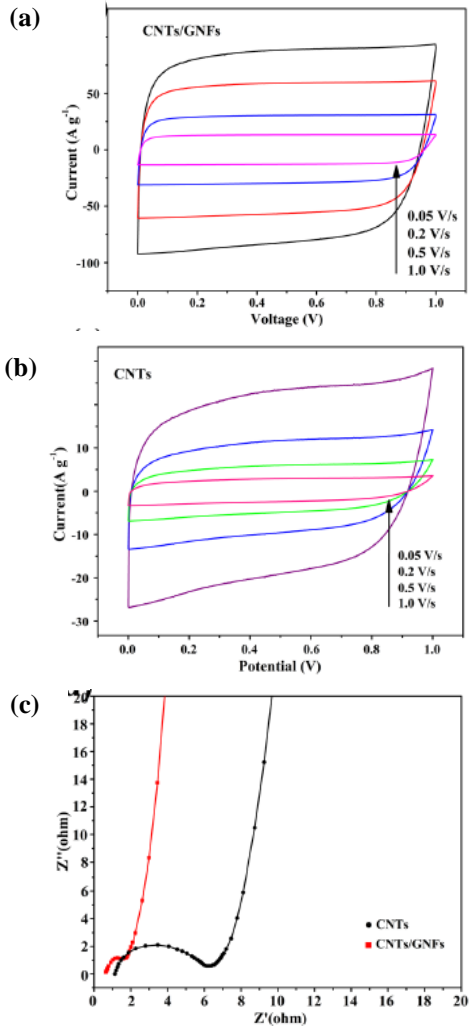 (a)
CNTs/GNFs
Current (A g-1)
50
0
-50
-100
0.05 V/s
0.2 V/s
0.5 V/s
1.0 V/s
0.0 0.2 0.4 0.6 0.8 1.0
Voltage (V)
(b)
CNTs
Current(A g-1)
10
0
-10
-20
-30
0.05 V/s
0.2 V/s
0.5 V/s
1.0 V/s
0.0 0.2 0.4 0.6 0.8 1.0
Potential (V)
(c)
Z''(ohm)
20
18
16
14
12
10
8
6
4
2
0
CNTs
CNTs/GNFs
0 2 4 6 8 10 12 14 16 18 20
Z'(ohm)